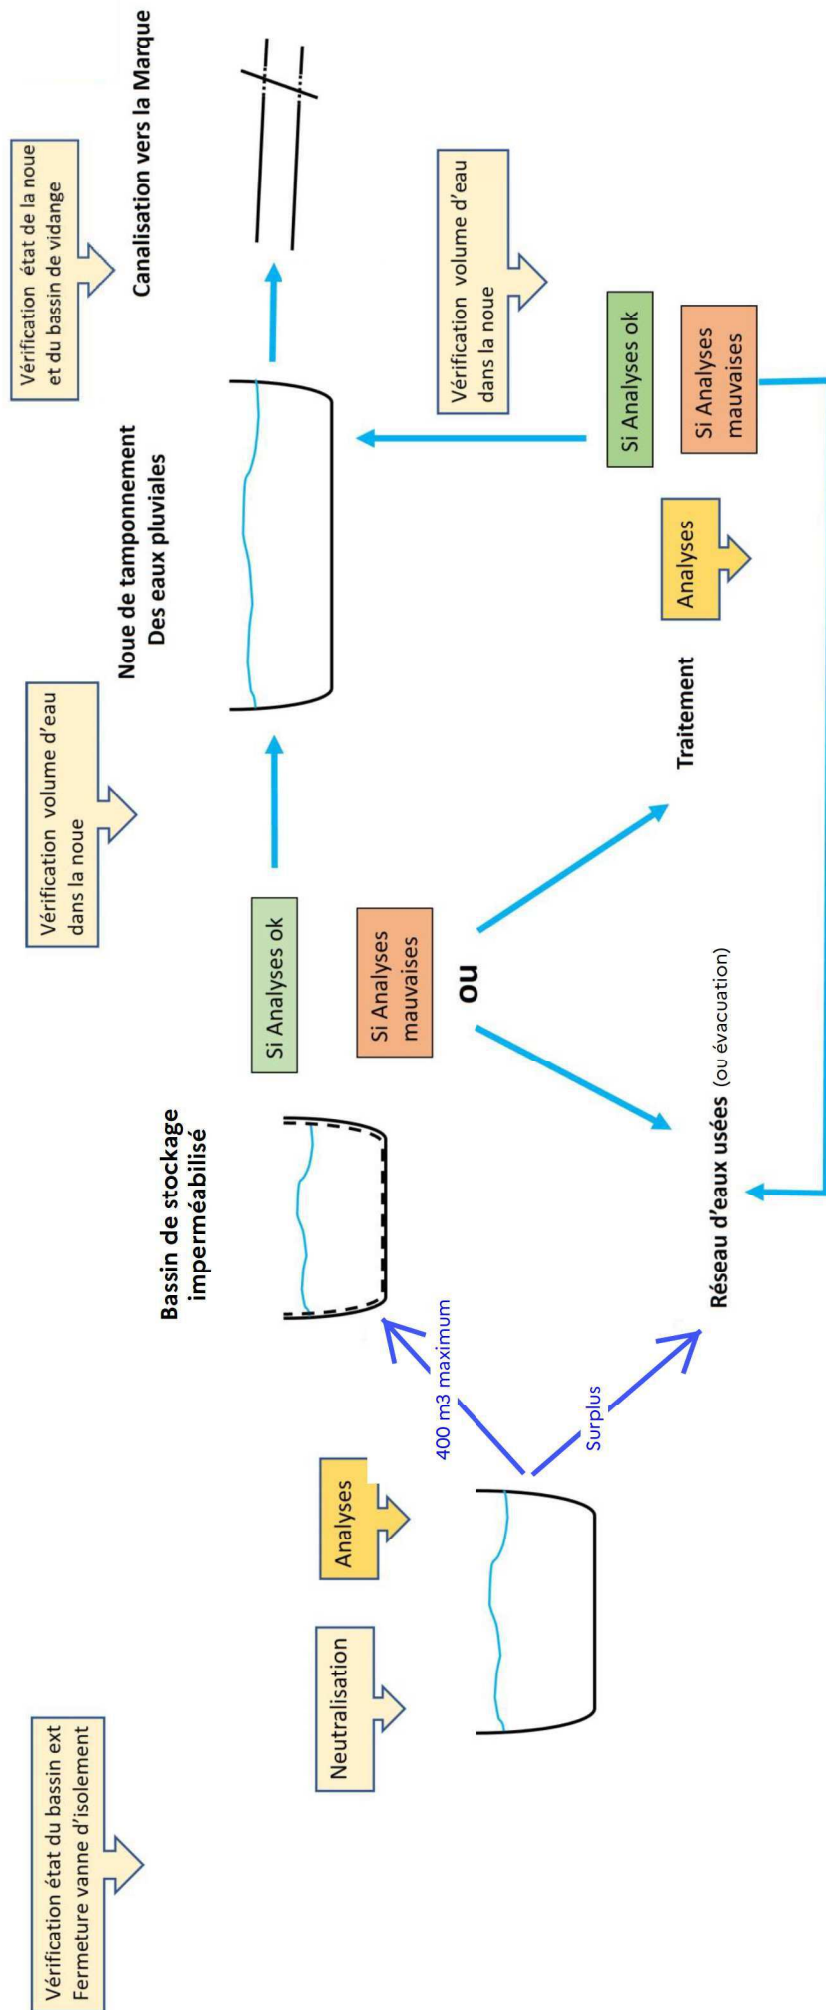 Vérification état du bassin ext
Fermeture vanne d'isolement
Neutralisation
Analyses
400 m3 maximum
Surplus
Bassin de stockage
imperméabilisé
Si Analyses ok
Si Analyses
mauvaises
ou
Réseau d'eaux usées (ou évacuation)
Traitement
Vérification volume d'eau
dans la noue
Noue de tamponnement
Des eaux pluviales
Analyses
Si Analyses ok
Si Analyses
mauvaises
Vérification volume d'eau
dans la noue
Vérification état de la noue
et du bassin de vidange
Canalisation vers la Marque